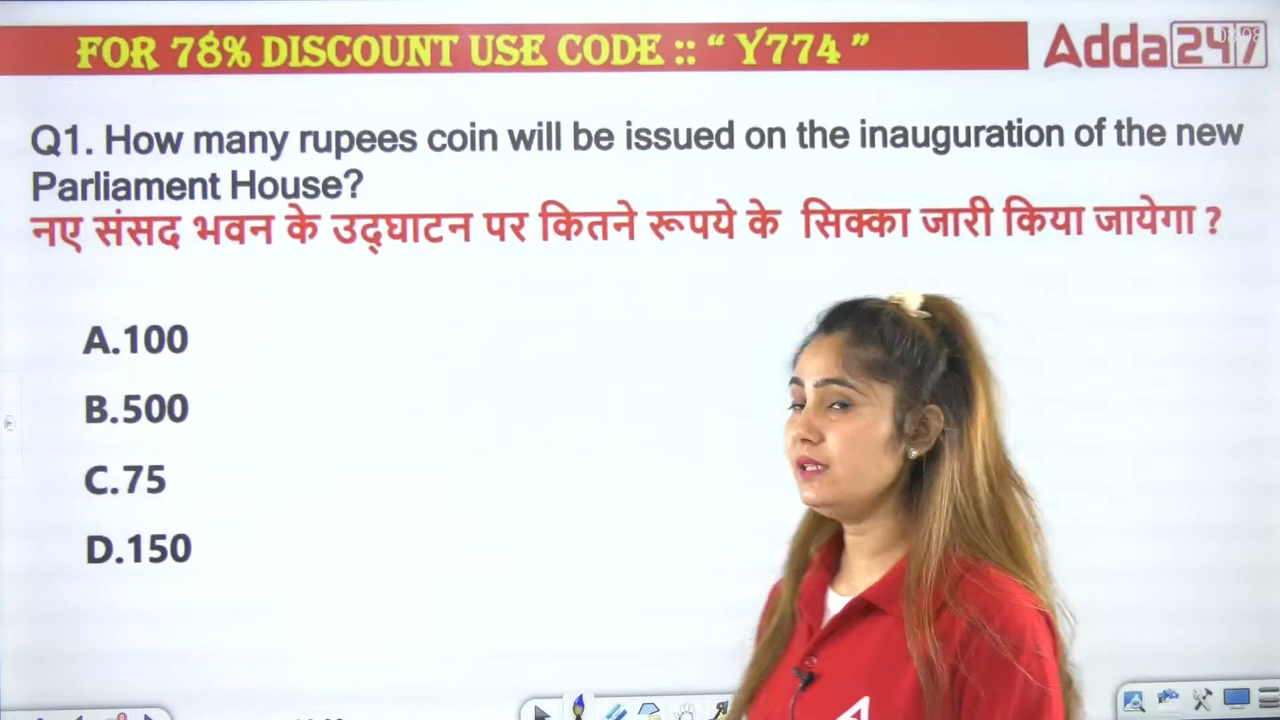 FOR 78% DISCOUNT USE CODE :: “ Y774 ”
Adda247
Q1. How many rupees coin will be issued on the inauguration of the new
Parliament House?
नए संसद भवन के उद्घाटन पर कितने रूपये के सिक्का जारी किया जायेगा ?
A.100
B.500
C.75
D.150